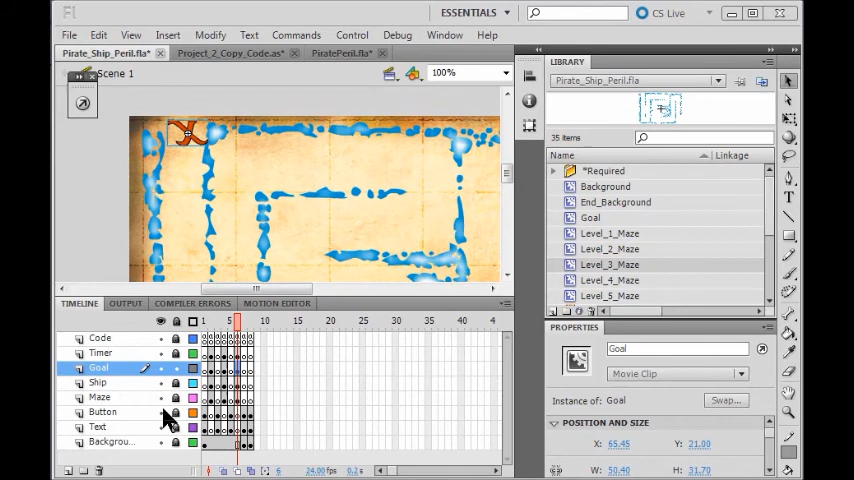 Fl
ESSENTIALS
CS Live
File Edit View Insert Modify Text Commands Control Debug Window Help
Pirate_Ship_Peril.fla* Project_2_Copy_Code.as* PiratePeril.fla*
Scene 1
100%
LIBRARY
Pirate_Ship_Peril.fla
35 items
Name Linkage
*Required
Background
End_Background
Goal
Level_1_Maze
Level_2_Maze
Level_3_Maze
Level_4_Maze
Level_5_Maze
TIMELINE OUTPUT COMPILER ERRORS MOTION EDITOR
1 5 10 15 20 25 30 35 40 4
Code
Timer
Goal
Ship
Maze
Button
Text
Backgrou...
6 24.00 fps 0.2 s
PROPERTIES
Goal
Movie Clip
Instance of: Goal Swap...
POSITION AND SIZE
X: 65.45 Y: 21.00
W: 50.40 H: 31.70